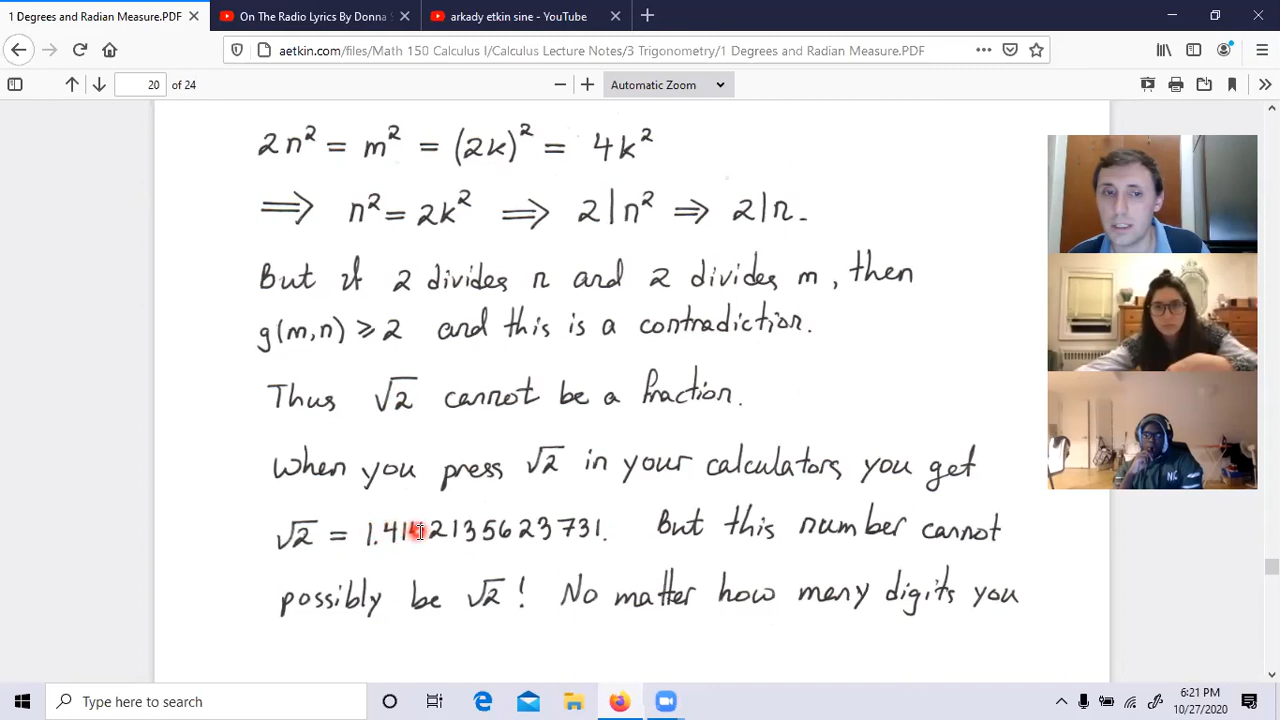 1 Degrees and Radian Measure.PDF
On The Radio Lyrics By Donna
arkady etkin sine - YouTube
aetkin.com/files/Math 150 Calculus I/Calculus Lecture Notes/3 Trigonometry/1 Degrees and Radian Measure.PDF
20 of 24
Automatic Zoom
2n² = m² = (2k)² = 4k²
⟹ n² = 2k² ⟹ 2|n² ⟹ 2|n.
But if 2 divides n and 2 divides m, then
g(m,n) ⩾ 2 and this is a contradiction.
Thus √2 cannot be a fraction.
When you press √2 in your calculators you get
√2 = 1.4142135623731. But this number cannot
possibly be √2! No matter how many digits you
Type here to search
6:21 PM
10/27/2020